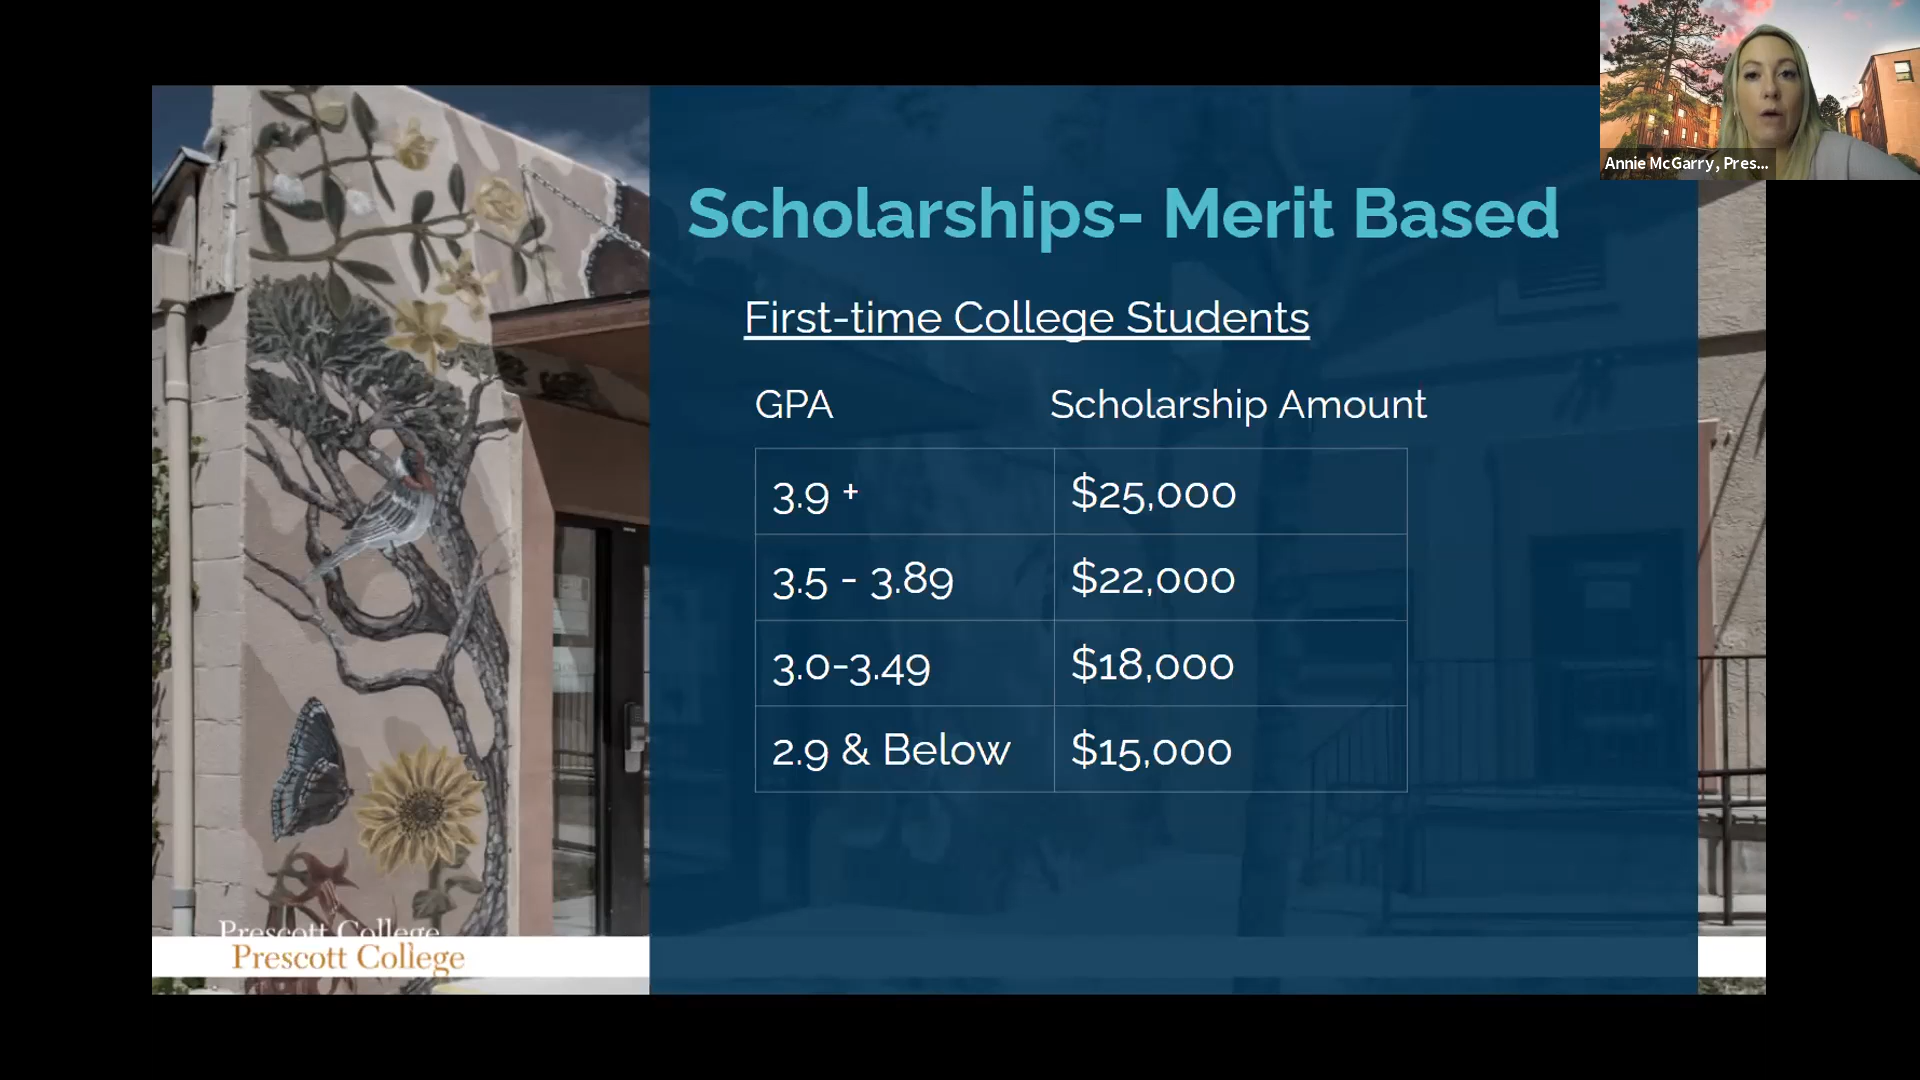 Annie McGarry, Pres...
Scholarships- Merit Based
First-time College Students
GPA Scholarship Amount
3.9 + $25,000
3.5 - 3.89 $22,000
3.0-3.49 $18,000
2.9 & Below $15,000
Prescott College
Prescott College